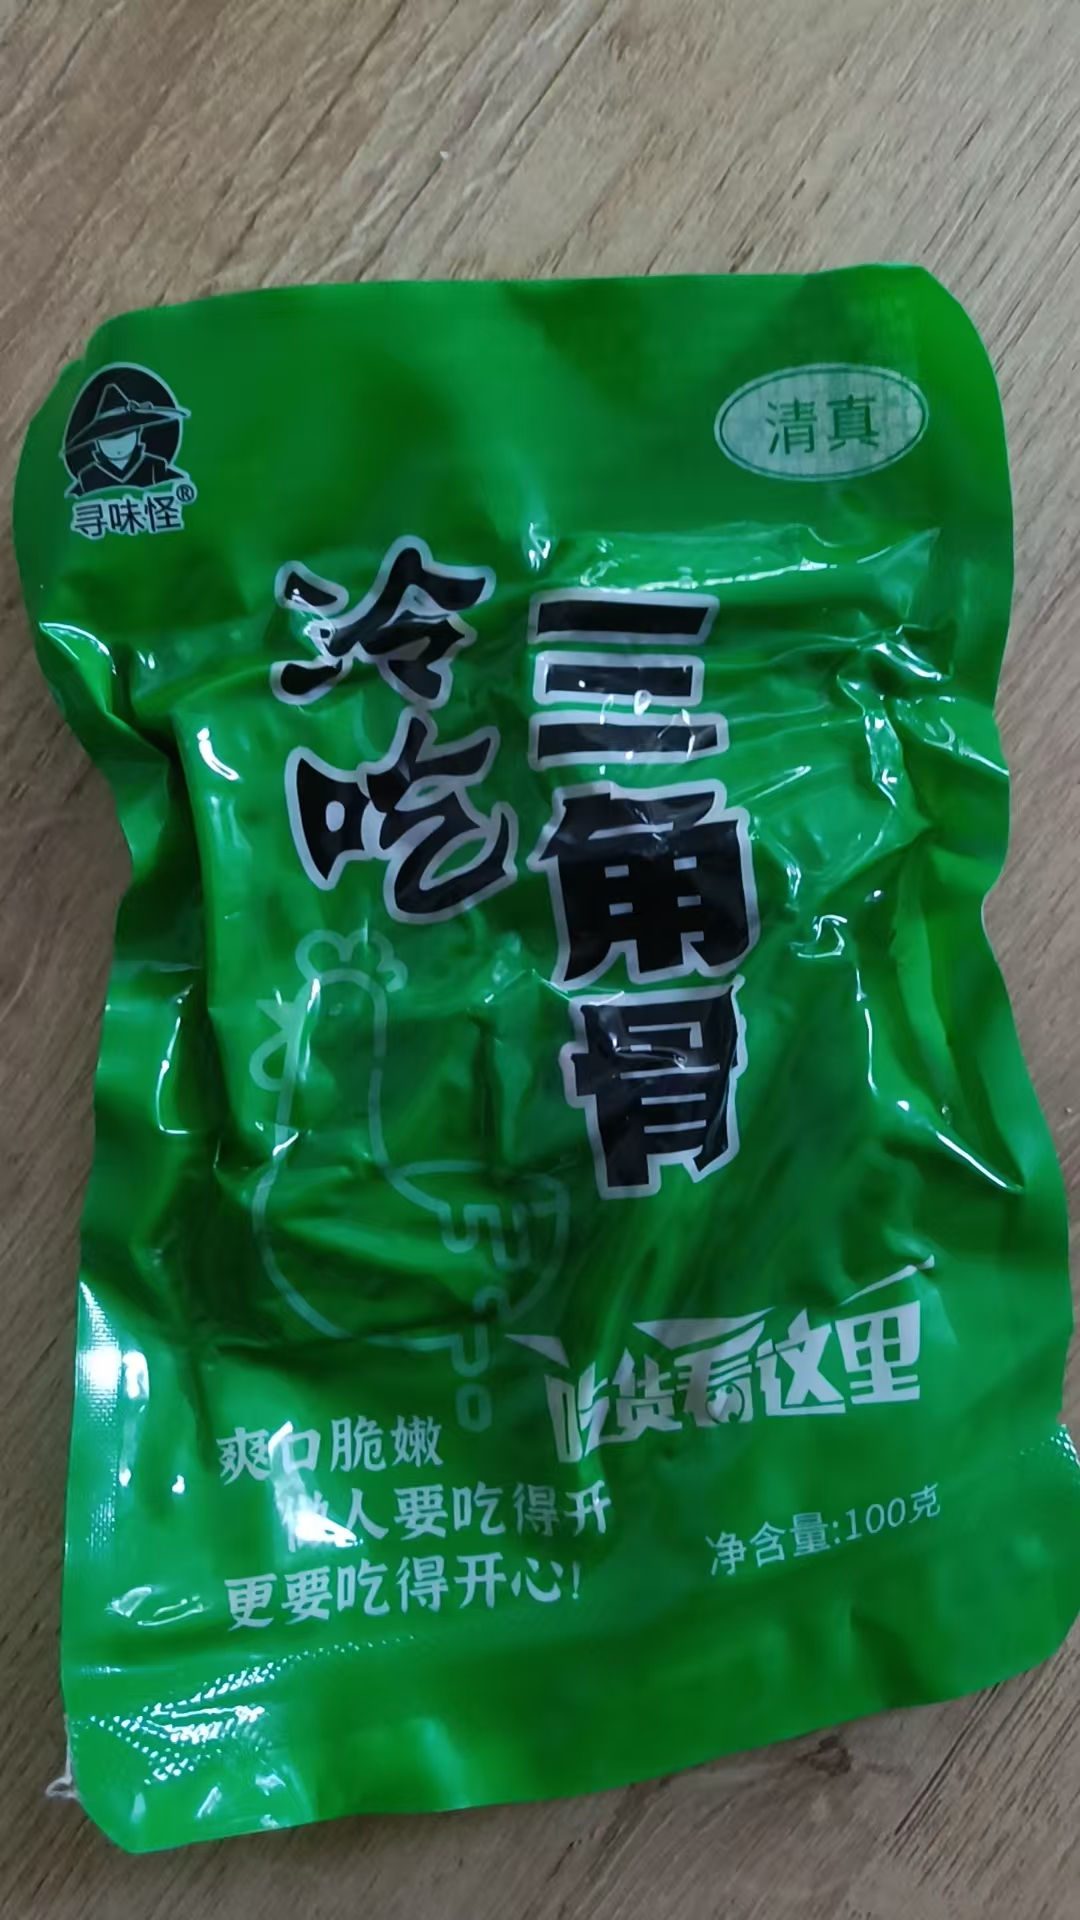 寻味怪®
清真
冷吃
三角骨
吃货看这里
爽口脆嫩
做人要吃得开
更要吃得开心!
净含量:100克